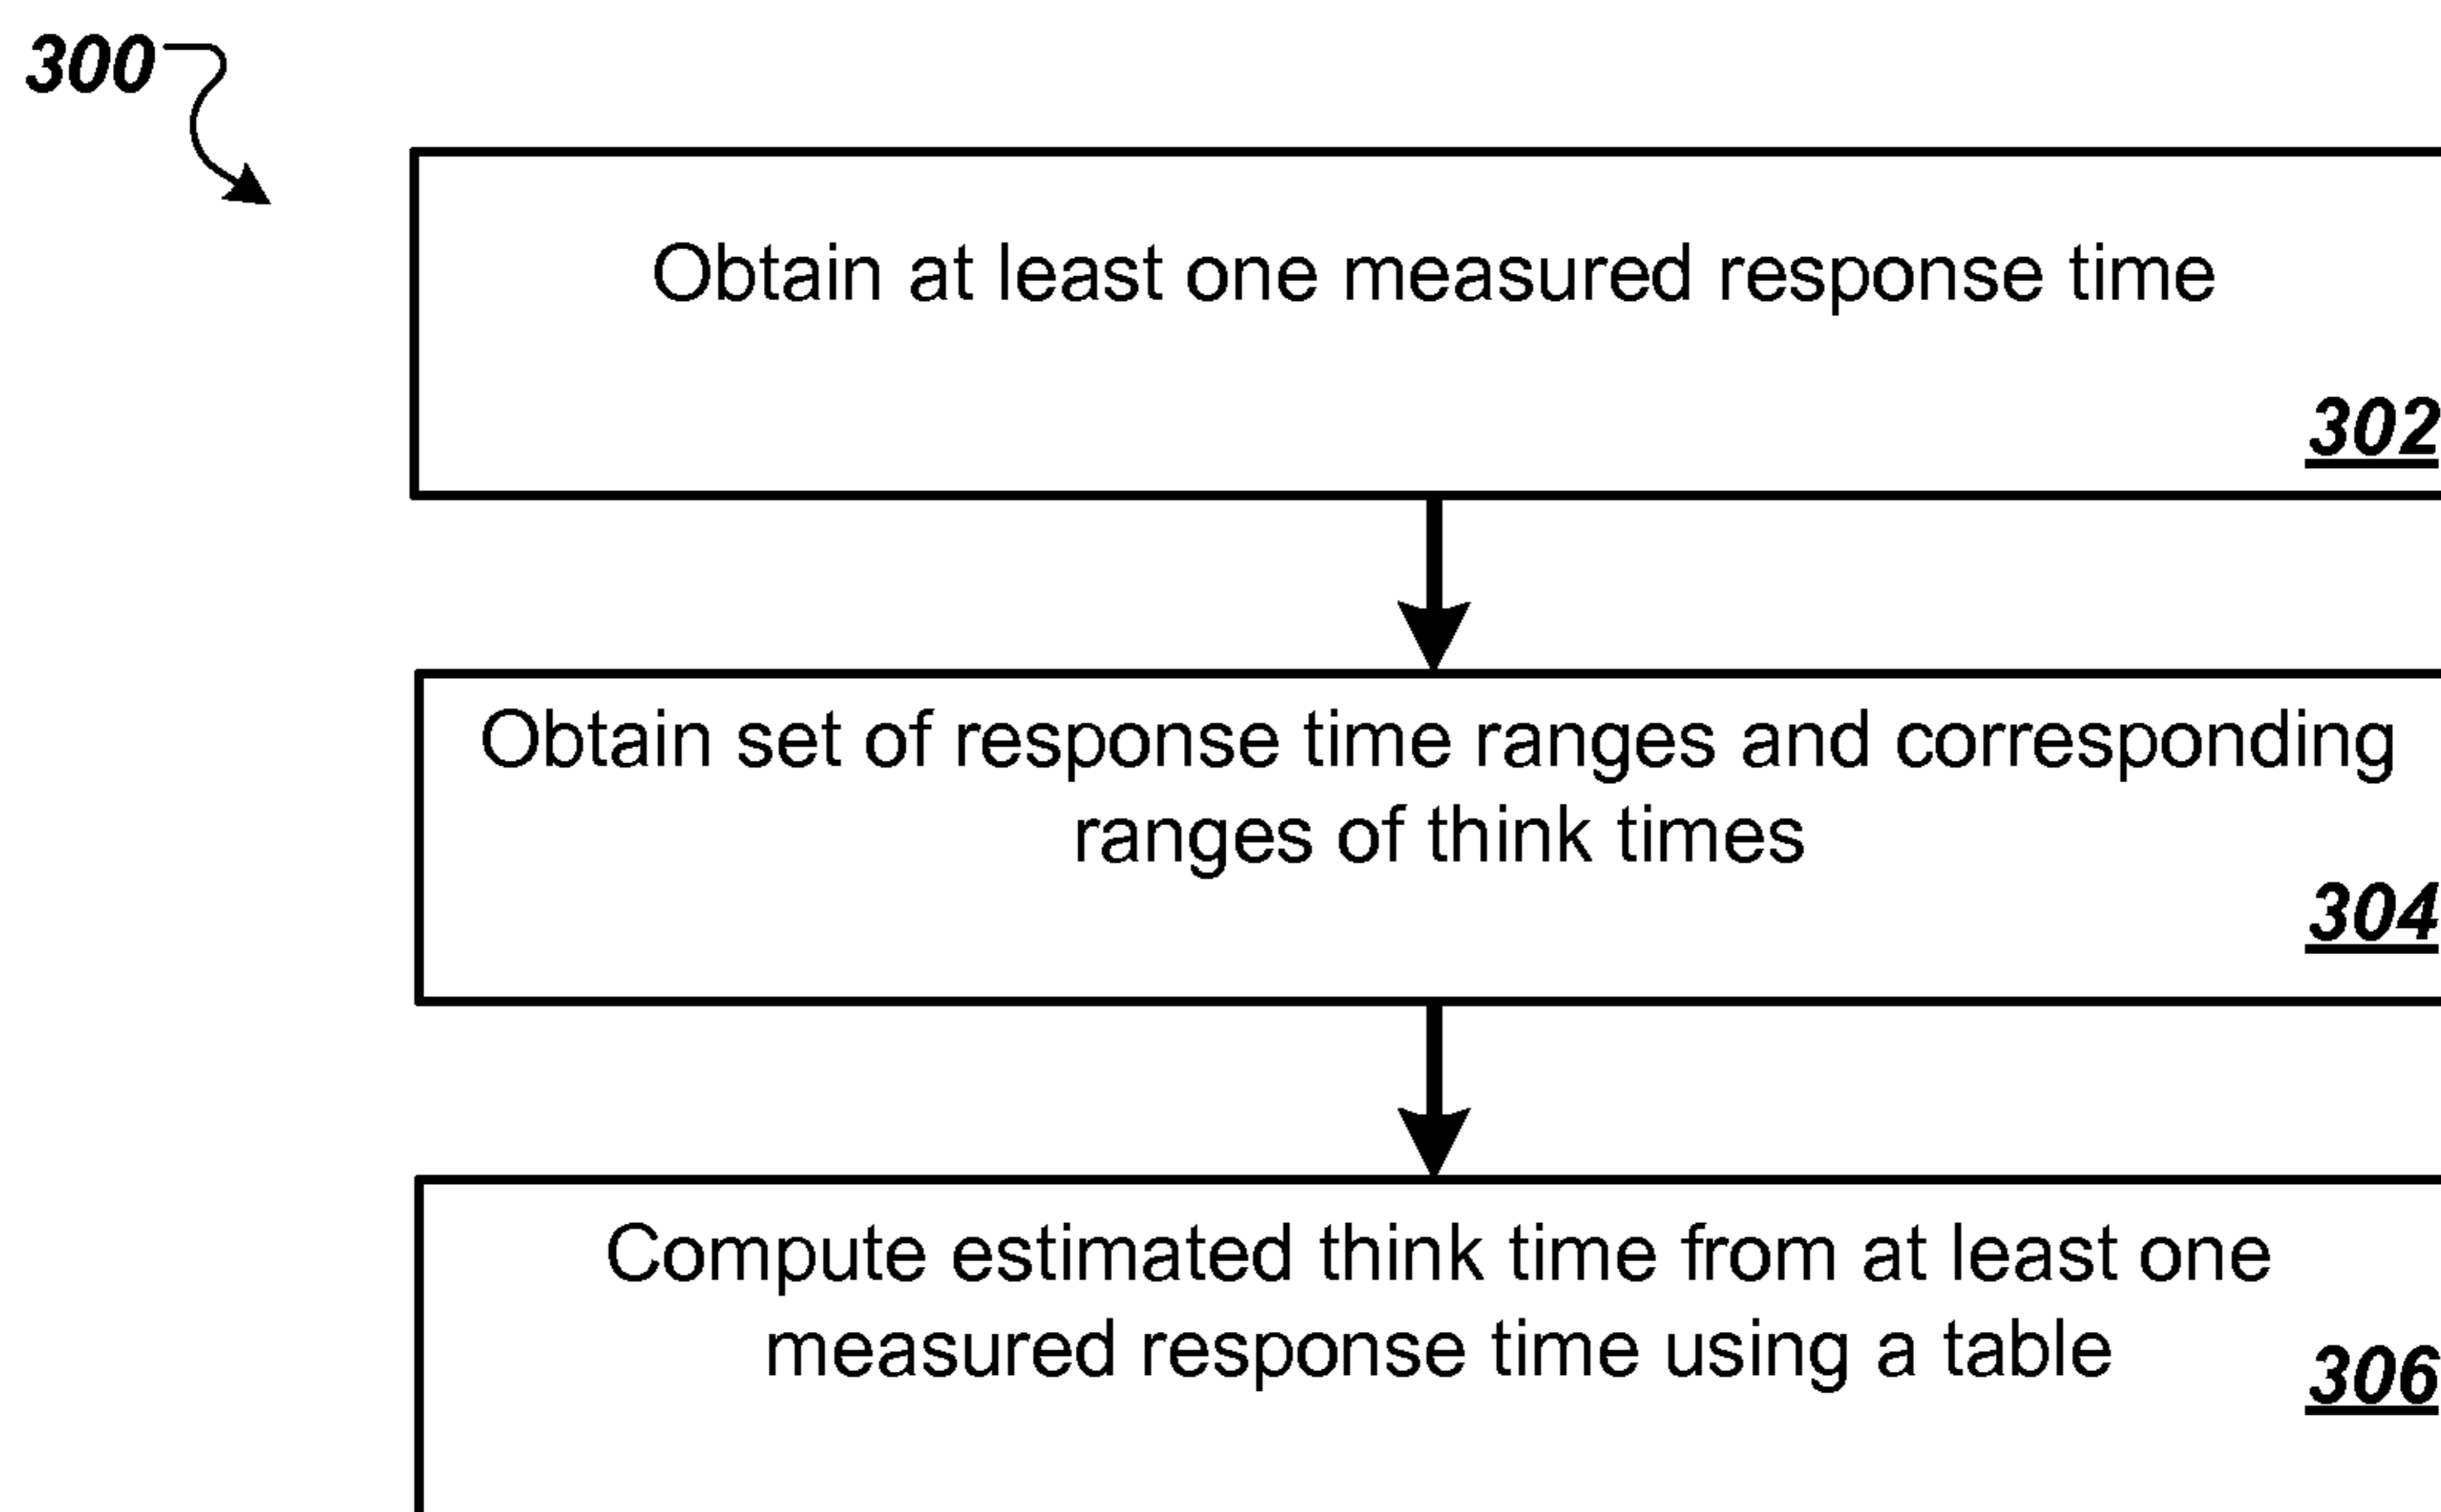 300
Obtain at least one measured response time
302
Obtain set of response time ranges and corresponding
ranges of think times
304
Compute estimated think time from at least one
measured response time using a table
306